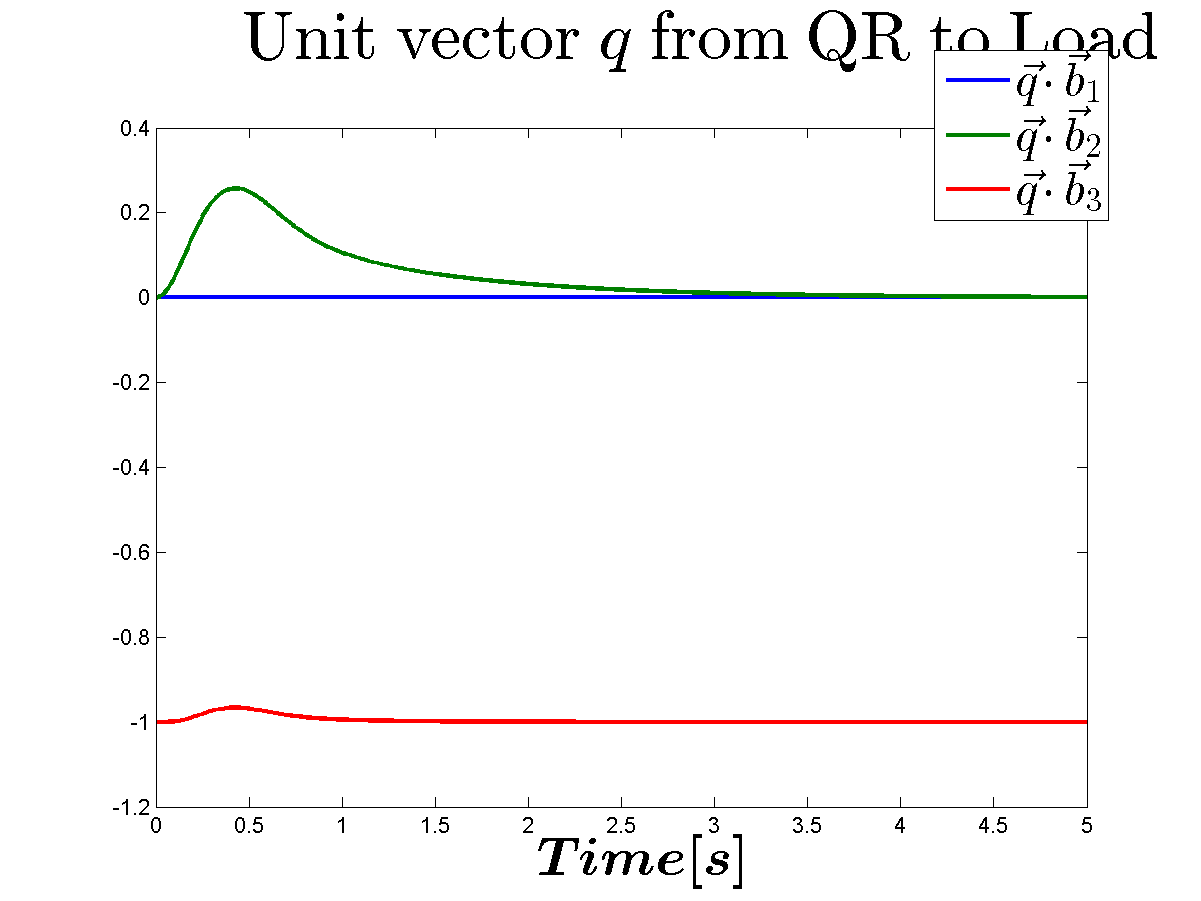 Unit vector q from QR to Load
q⃗ · b⃗₁
q⃗ · b⃗₂
q⃗ · b⃗₃
0.4
0.2
0
-0.2
-0.4
-0.6
-0.8
-1
-1.2
0 0.5 1 1.5 2 2.5 3 3.5 4 4.5 5
Time[s]